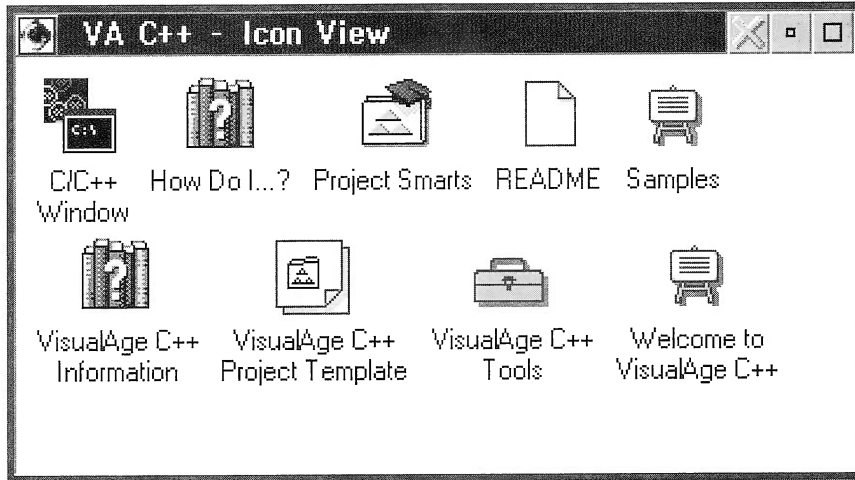 VA C++ - Icon View
C:\
C/C++ Window
How Do I...?
Project Smarts
README
Samples
VisualAge C++ Information
VisualAge C++ Project Template
VisualAge C++ Tools
Welcome to VisualAge C++